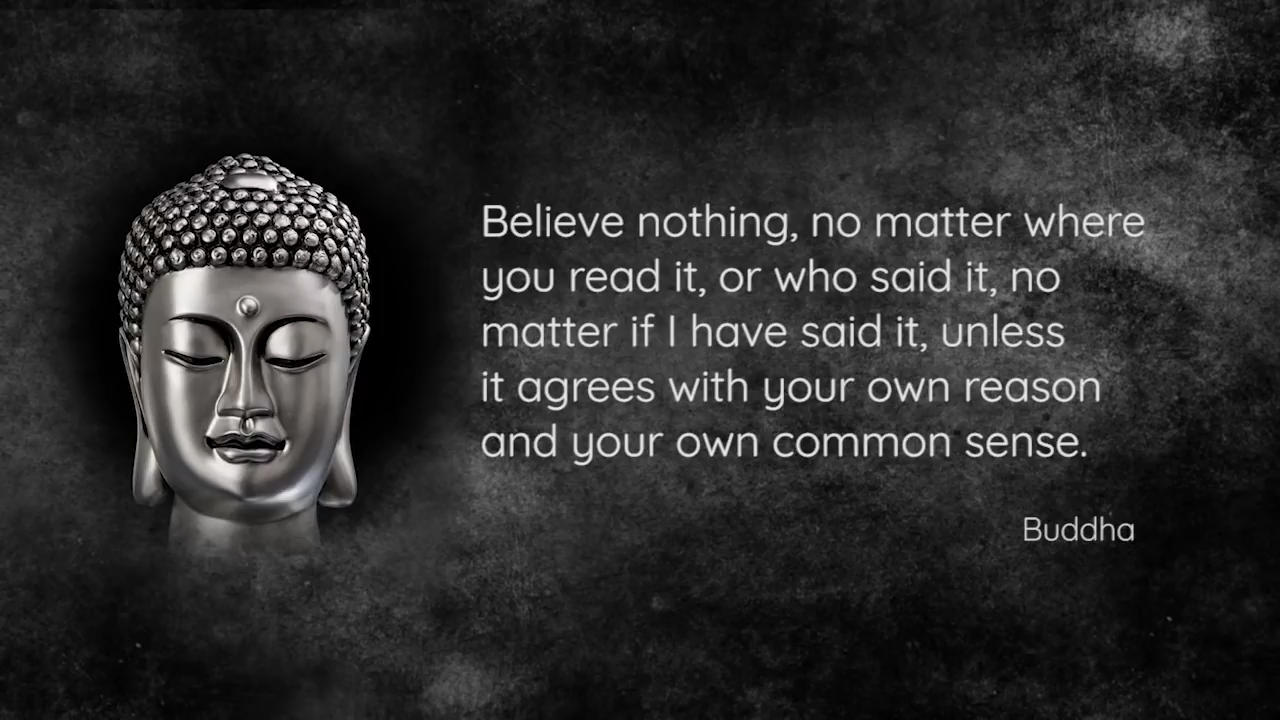 Believe nothing, no matter where
you read it, or who said it, no
matter if I have said it, unless
it agrees with your own reason
and your own common sense.
Buddha